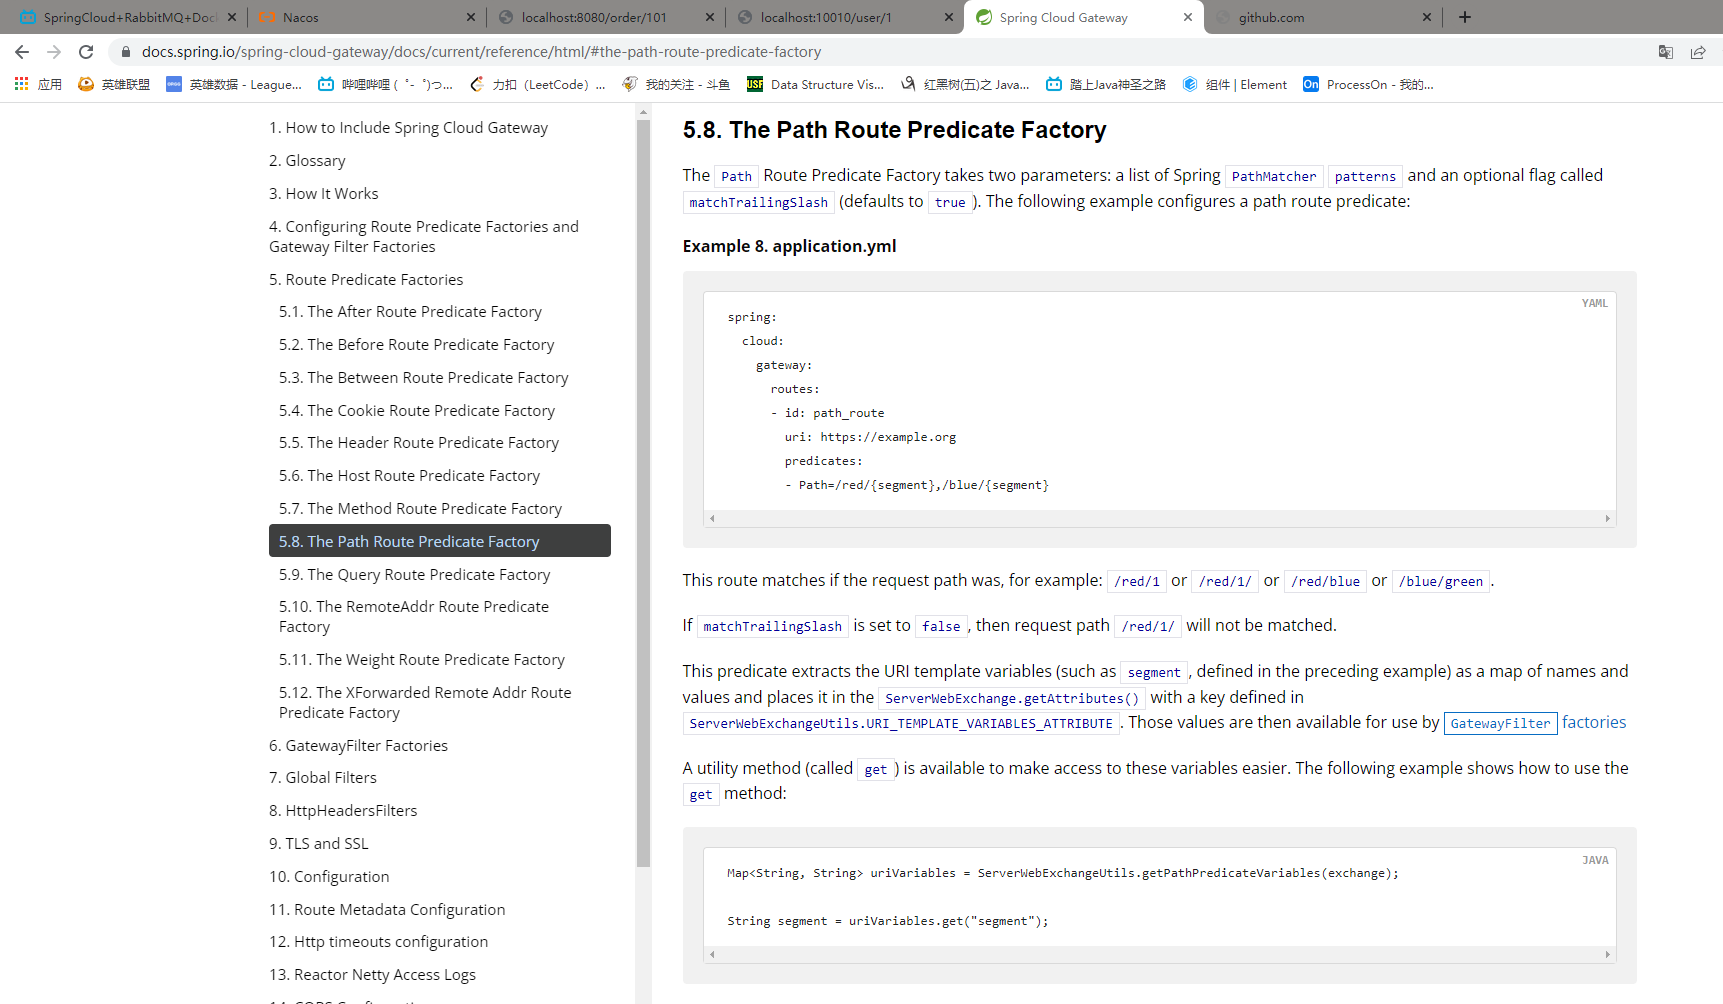 SpringCloud+RabbitMQ+Doc
Nacos
localhost:8080/order/101
localhost:10010/user/1
Spring Cloud Gateway
github.com
docs.spring.io/spring-cloud-gateway/docs/current/reference/html/#the-path-route-predicate-factory
应用
英雄联盟
英雄数据 - League...
哔哩哔哩 ( ゜- ゜)つ...
力扣（LeetCode）...
我的关注 - 斗鱼
USF
Data Structure Vis...
红黑树(五)之 Java...
踏上Java神圣之路
组件 | Element
On
ProcessOn - 我的...
1. How to Include Spring Cloud Gateway
2. Glossary
3. How It Works
4. Configuring Route Predicate Factories and
Gateway Filter Factories
5. Route Predicate Factories
5.1. The After Route Predicate Factory
5.2. The Before Route Predicate Factory
5.3. The Between Route Predicate Factory
5.4. The Cookie Route Predicate Factory
5.5. The Header Route Predicate Factory
5.6. The Host Route Predicate Factory
5.7. The Method Route Predicate Factory
5.8. The Path Route Predicate Factory
5.9. The Query Route Predicate Factory
5.10. The RemoteAddr Route Predicate
Factory
5.11. The Weight Route Predicate Factory
5.12. The XForwarded Remote Addr Route
Predicate Factory
6. GatewayFilter Factories
7. Global Filters
8. HttpHeadersFilters
9. TLS and SSL
10. Configuration
11. Route Metadata Configuration
12. Http timeouts configuration
13. Reactor Netty Access Logs
5.8. The Path Route Predicate Factory
The Path Route Predicate Factory takes two parameters: a list of Spring PathMatcher patterns and an optional flag called
matchTrailingSlash (defaults to true ). The following example configures a path route predicate:
Example 8. application.yml
YAML
spring:
cloud:
gateway:
routes:
- id: path_route
uri: https://example.org
predicates:
- Path=/red/{segment},/blue/{segment}
This route matches if the request path was, for example: /red/1 or /red/1/ or /red/blue or /blue/green .
If matchTrailingSlash is set to false , then request path /red/1/ will not be matched.
This predicate extracts the URI template variables (such as segment , defined in the preceding example) as a map of names and
values and places it in the ServerWebExchange.getAttributes() with a key defined in
ServerWebExchangeUtils.URI_TEMPLATE_VARIABLES_ATTRIBUTE . Those values are then available for use by GatewayFilter factories
A utility method (called get ) is available to make access to these variables easier. The following example shows how to use the
get method:
JAVA
Map<String, String> uriVariables = ServerWebExchangeUtils.getPathPredicateVariables(exchange);
String segment = uriVariables.get("segment");